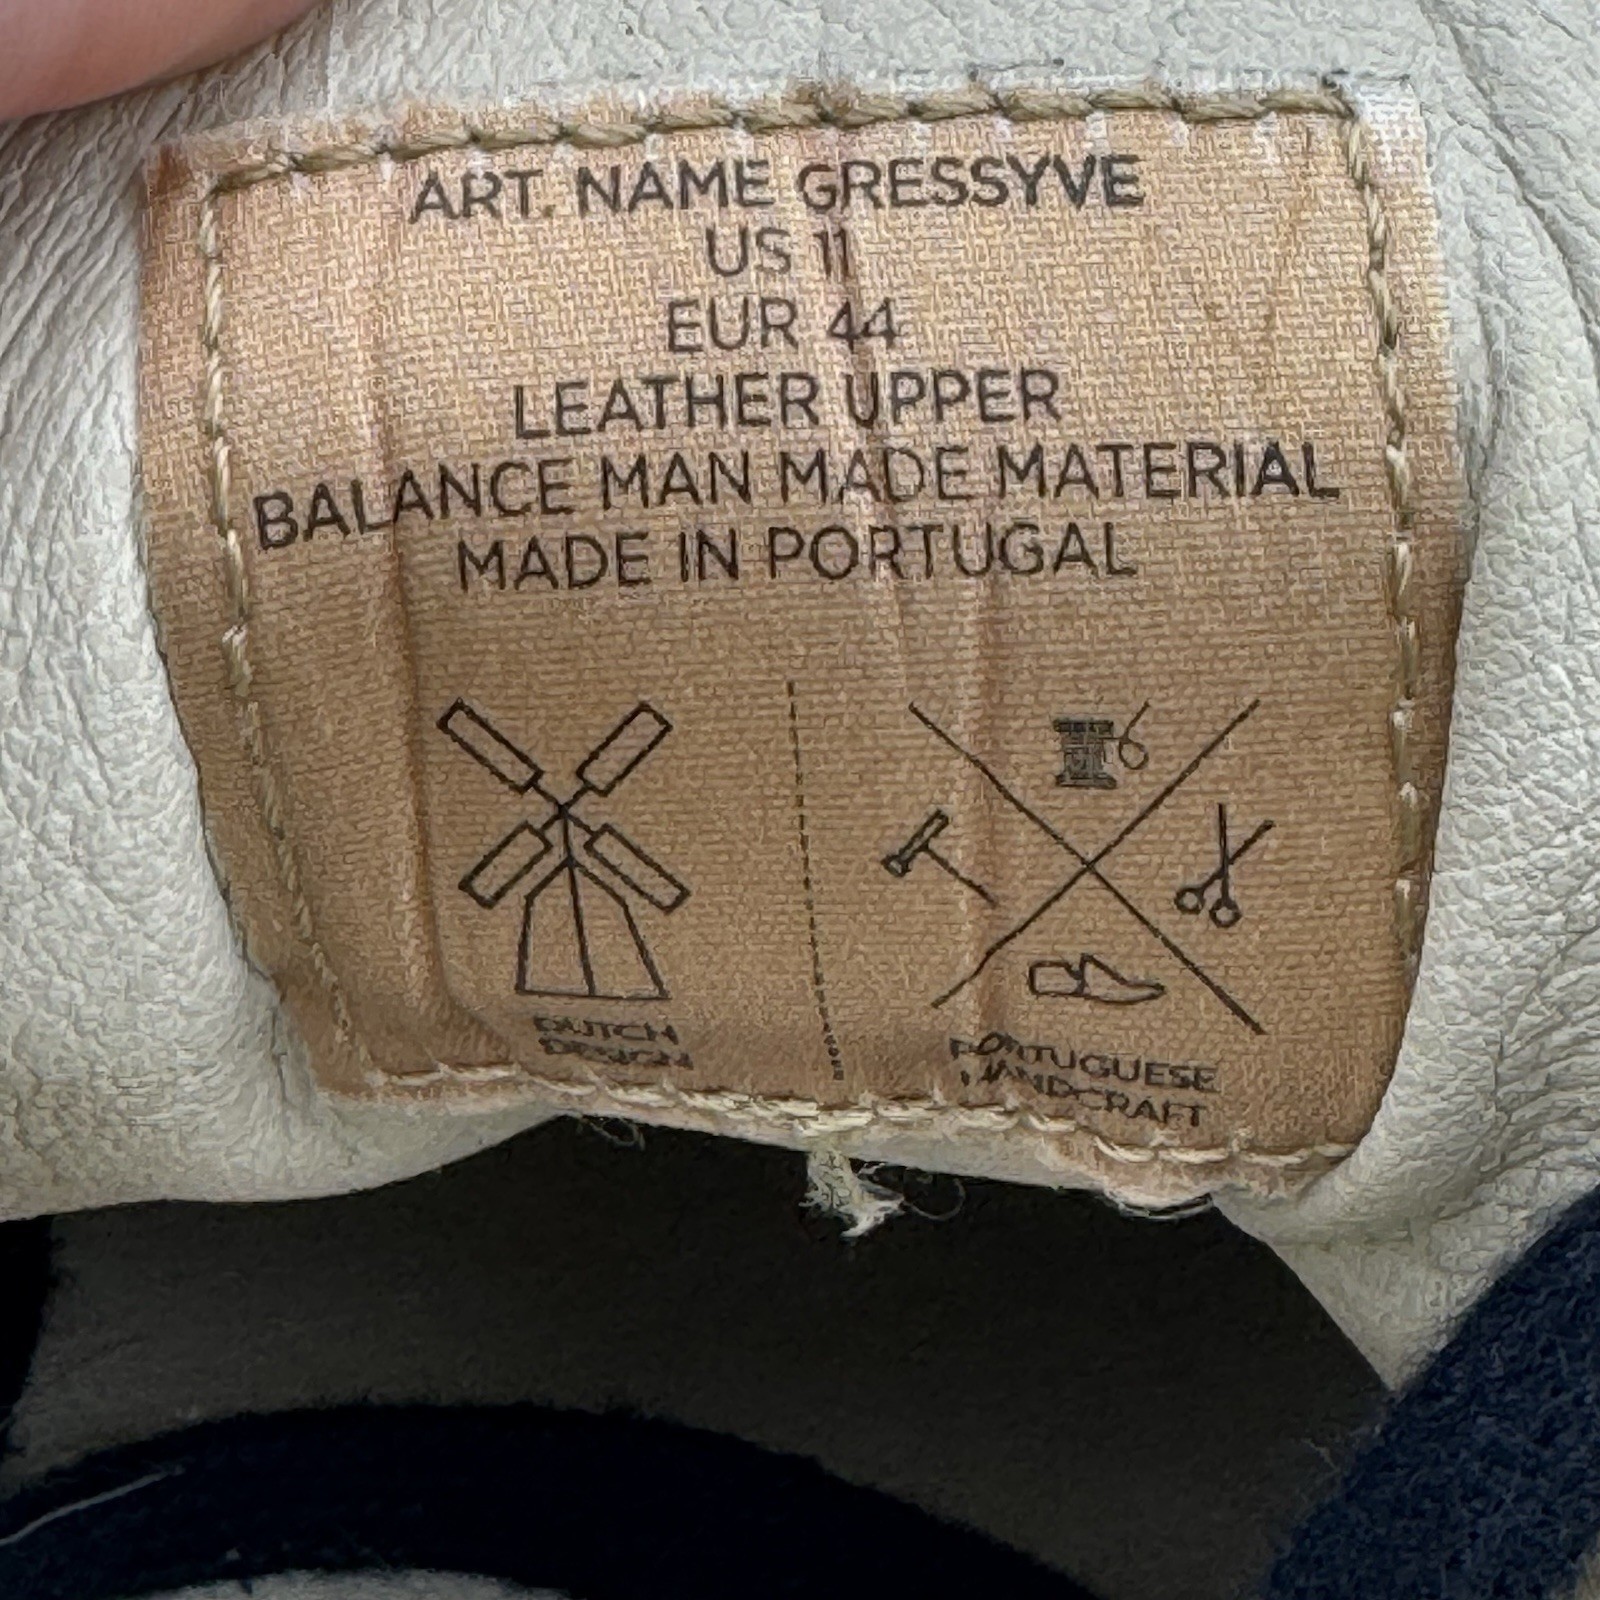 ART. NAME GRESSYVE
US 11
EUR 44
LEATHER UPPER
BALANCE MAN MADE MATERIAL
MADE IN PORTUGAL
DUTCH
DESIGN
PORTUGUESE
HANDCRAFT